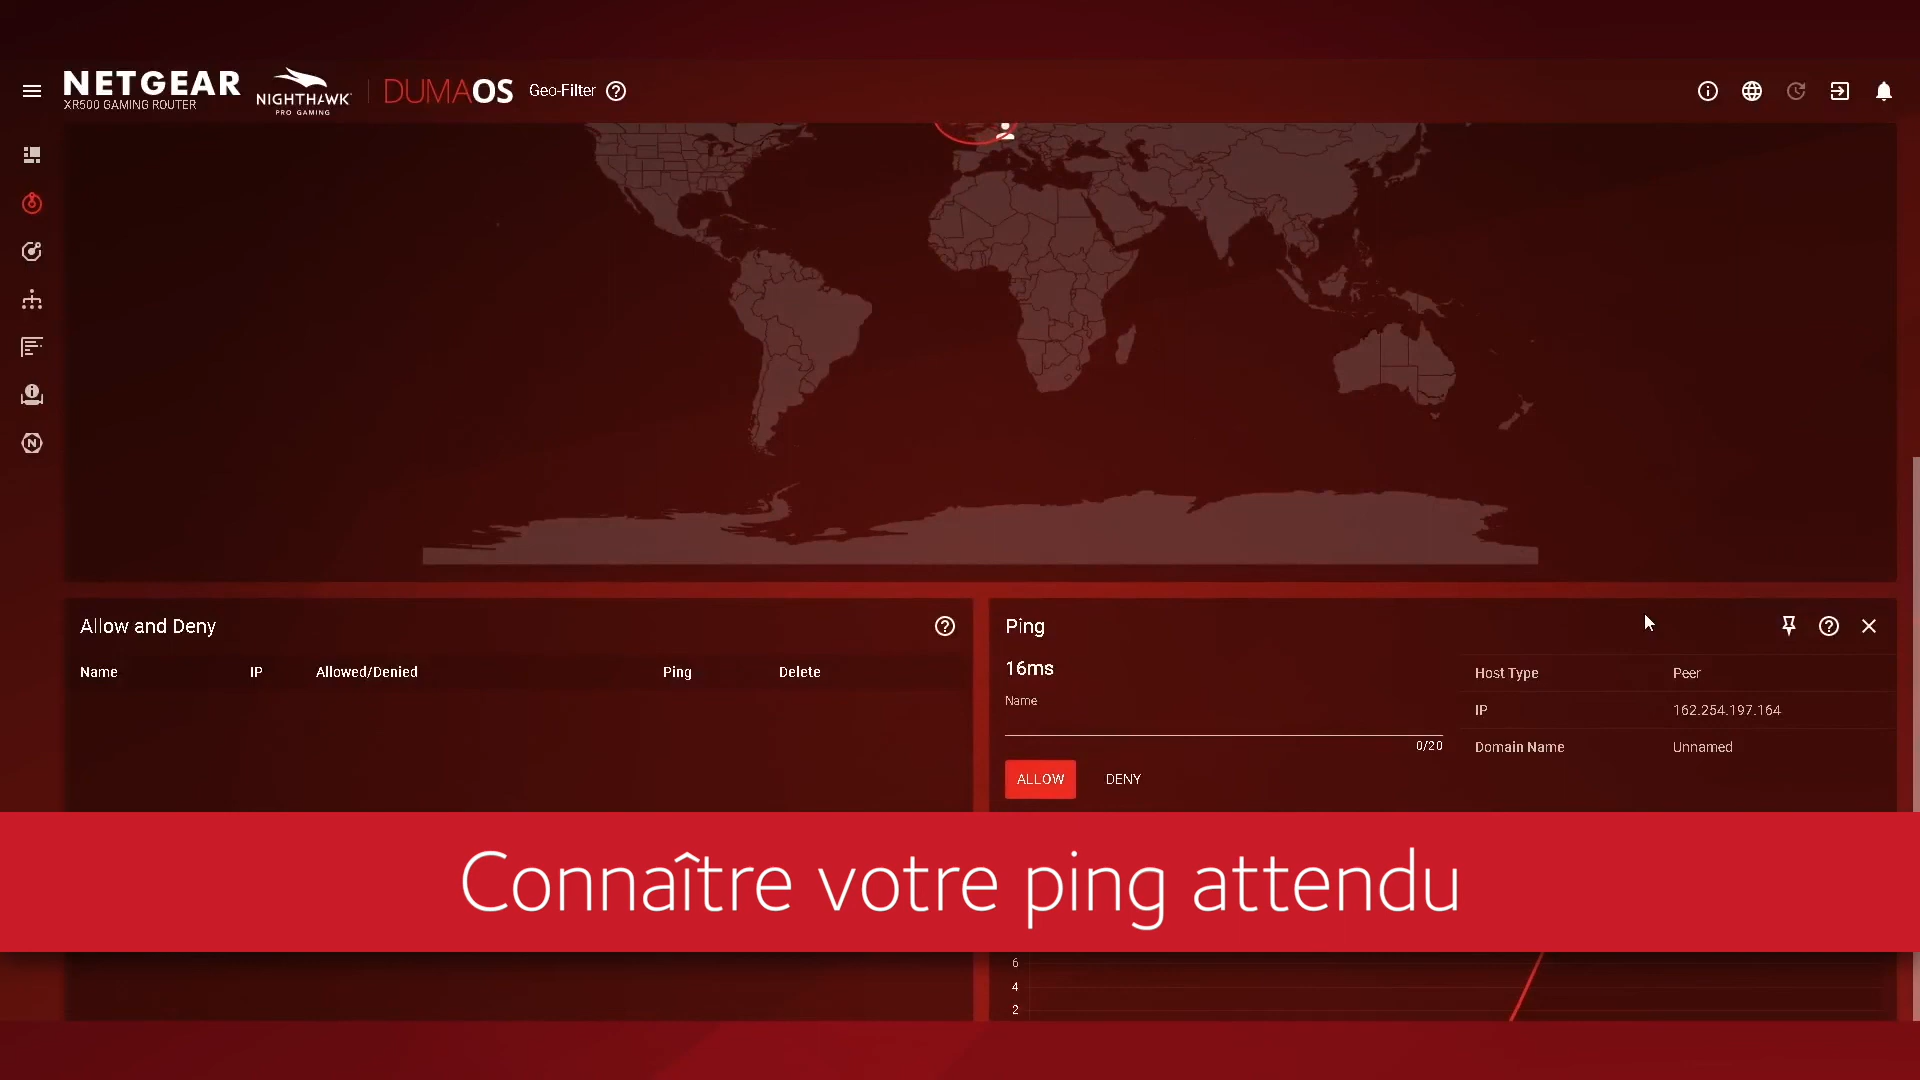 NETGEAR
XR500 GAMING ROUTER
NIGHTHAWK
PRO GAMING
DUMAOS
Geo-Filter
Allow and Deny
Name IP Allowed/Denied Ping Delete
Ping
16ms
Name
0/20
ALLOW DENY
Host Type Peer
IP 162.254.197.164
Domain Name Unnamed
Connaître votre ping attendu
6
4
2